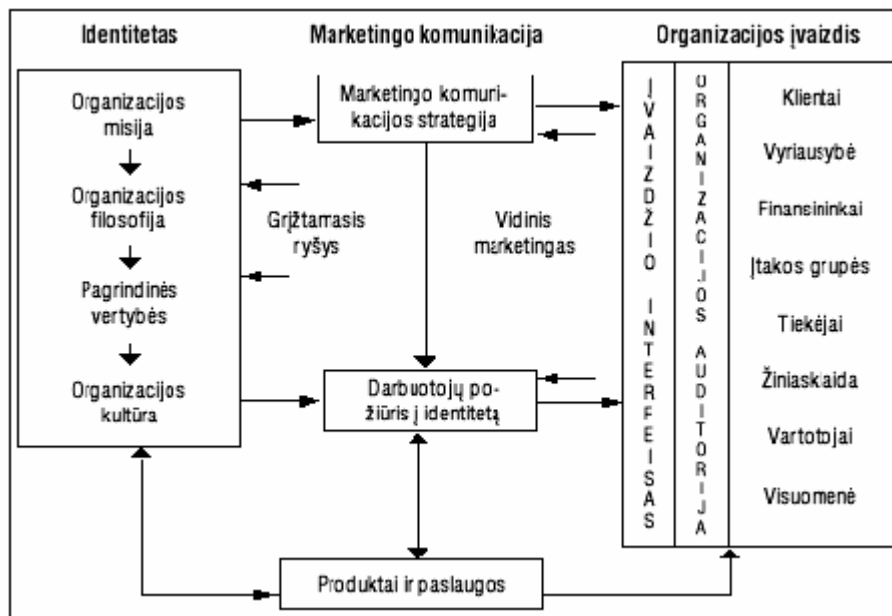 Identitetas
Marketingo komunikacija
Organizacijos įvaizdis
Organizacijos
misija
Organizacijos
filosofija
Pagrindinės
vertybės
Organizacijos
kultūra
Grįžtamasis
ryšys
Marketingo komuni-
kacijos strategija
Vidinis
marketingas
Darbuotojų po-
žiūris į identitetą
Produktai ir paslaugos
ĮVAIZDŽIO INTERFEISAS
ORGANIZACIJOS AUDITORIJA
Klientai
Vyriausybė
Finansininkai
Įtakos grupės
Tiekėjai
Žiniasklaida
Vartotojai
Visuomenė